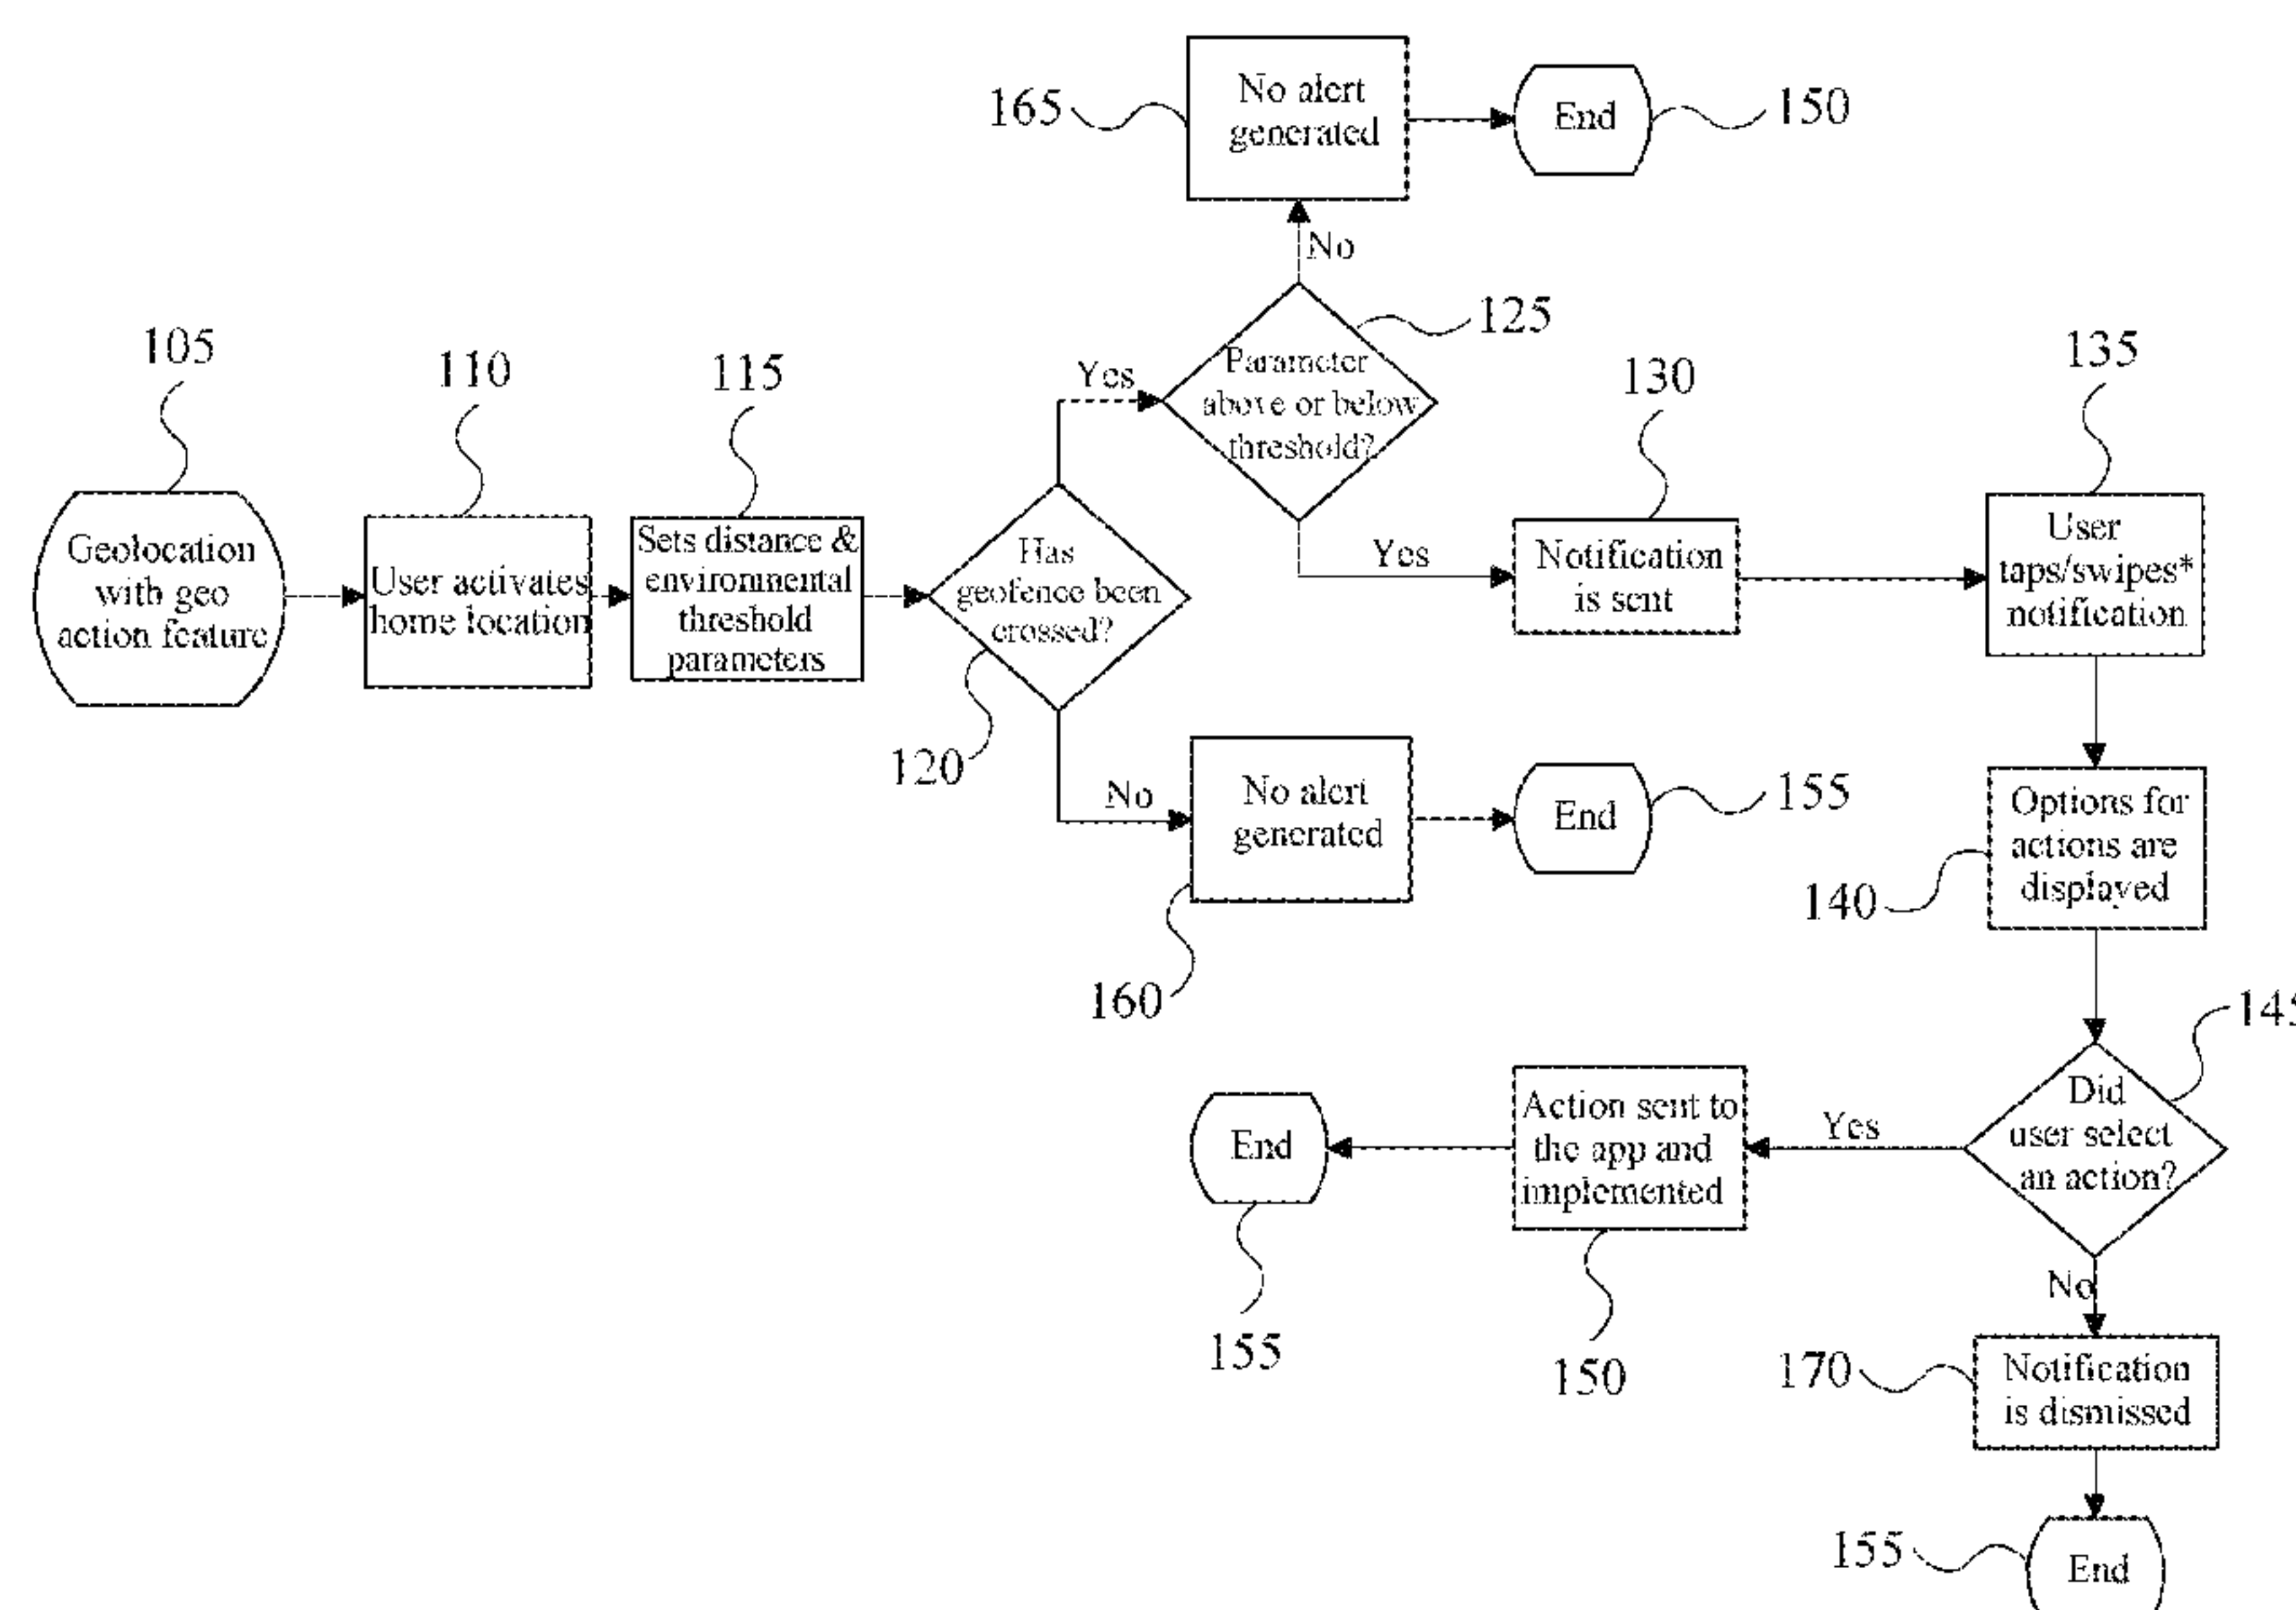 165
No alert
generated
End
150
No
125
Parameter
above or below
threshold?
Yes
105
Geolocation
with geo
action feature
110
User activates
home location
115
Sets distance &
environmental
threshold
parameters
Has
geofence been
crossed?
120
Yes
130
Notification
is sent
135
User
taps/swipes*
notification
No
No alert
generated
160
End
155
Options for
actions are
displayed
140
145
Did
user select
an action?
Yes
Action sent to
the app and
implemented
150
End
155
No
170
Notification
is dismissed
155
End